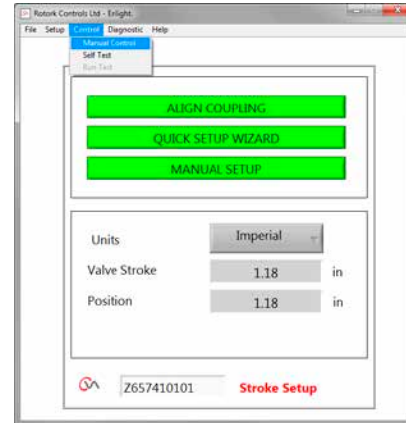 Rotork Controls Ltd - Enlight.
File Setup Control Diagnostic Help
Manual Control
Self Test
Run Test
ALIGN COUPLING
QUICK SETUP WIZARD
MANUAL SETUP
Units Imperial
Valve Stroke 1.18 in
Position 1.18 in
Z657410101 Stroke Setup